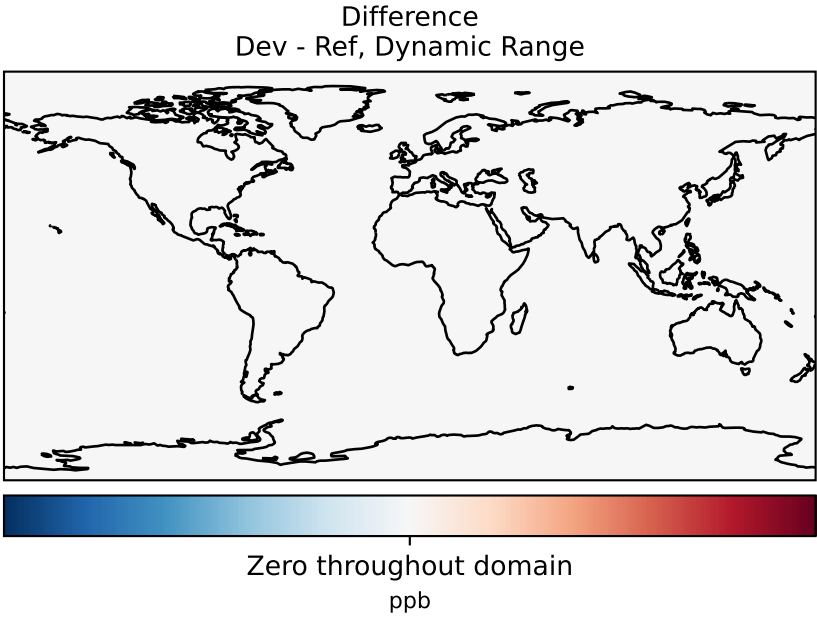 Difference
Dev - Ref, Dynamic Range
Zero throughout domain
ppb